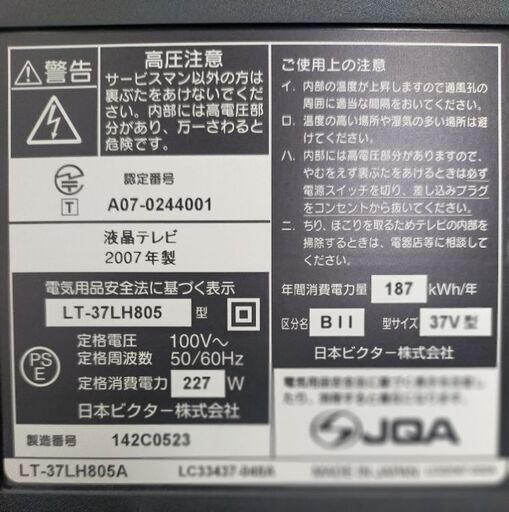 警告
高圧注意
サービスマン以外の方は
裏ぶたをあけないでくだ
さい。内部には高電圧部
分があり、万一さわると
危険です。
認定番号
T A07-0244001
液晶テレビ
2007年製
電気用品安全法に基づく表示
LT-37LH805 型
PS
E
定格電圧 100V～
定格周波数 50/60Hz
定格消費電力 227 W
日本ビクター株式会社
製造番号 142C0523
LT-37LH805A
ご使用上の注意
イ. 内部の温度が上昇しますので通風孔の
周囲に適当な間隔をおいてください。
ロ. 温度の高い場所や湿気の多い場所は避
けてください。
ハ. 内部には高電圧部分がありますので、
やむをえず裏ぶたをあけるときは必ず
電源スイッチを切り、差し込みプラグ
をコンセントから抜いてください。
ニ. ちり、ほこりを取るためテレビの内部を
掃除するときは、電器店等に相談して
ください。
年間消費電力量 187 kWh/年
区分名 BII 型サイズ 37V型
日本ビクター株式会社
JQA
MADE IN JAPAN